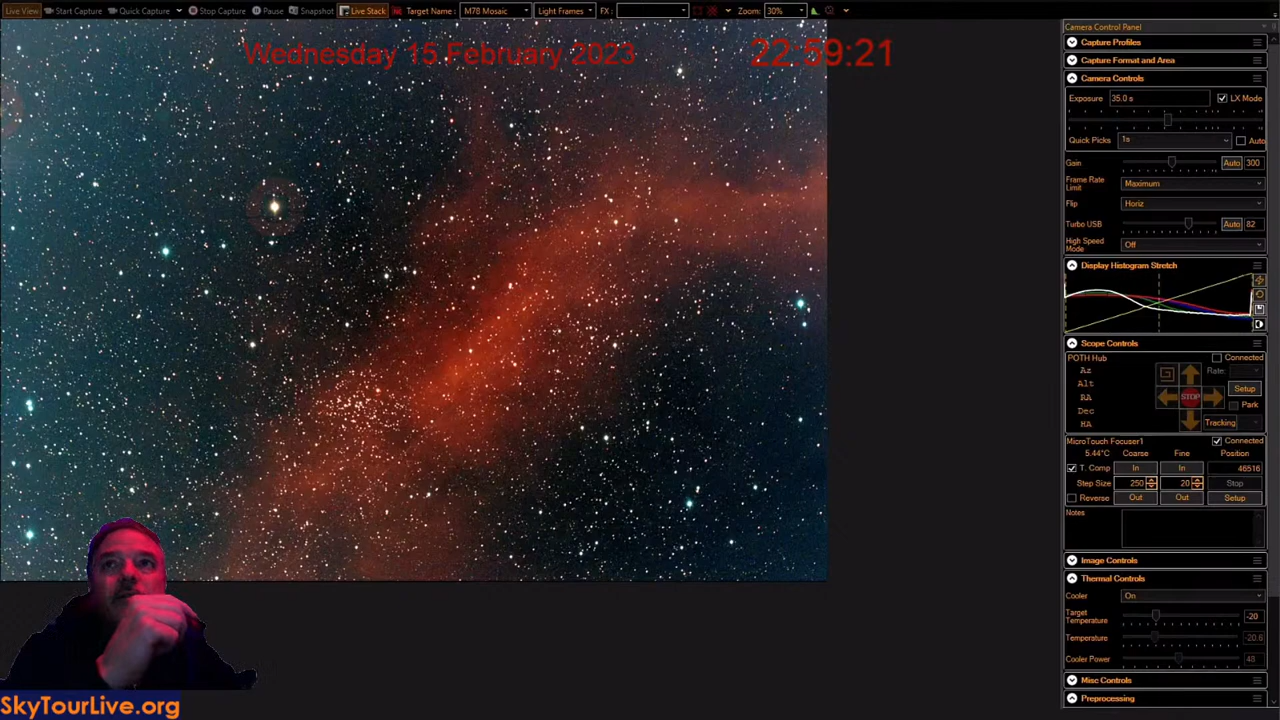 Live View Start Capture Quick Capture Stop Capture Pause Snapshot Live Stack Target Name : M78 Mosaic Light Frames FX : Zoom: 30%
Wednesday 15 February 2023 22:59:21
Camera Control Panel
Capture Profiles
Capture Format and Area
Camera Controls
Exposure 35.0 s LX Mode
Quick Picks 1s Auto
Gain Auto 300
Frame Rate Limit Maximum
Flip Horiz
Turbo USB Auto 82
High Speed Mode Off
Display Histogram Stretch
Scope Controls
POTH Hub Connected
Az Rate:
Alt Setup
RA STOP Park
Dec
HA Tracking
MicroTouch Focuser1 Connected
5.44°C Coarse Fine Position
T. Comp In In 46516
Step Size 250 20 Stop
Reverse Out Out Setup
Notes
Image Controls
Thermal Controls
Cooler On
Target Temperature -20
Temperature -20.6
Cooler Power 48
Misc Controls
Preprocessing
SkyTourLive.org